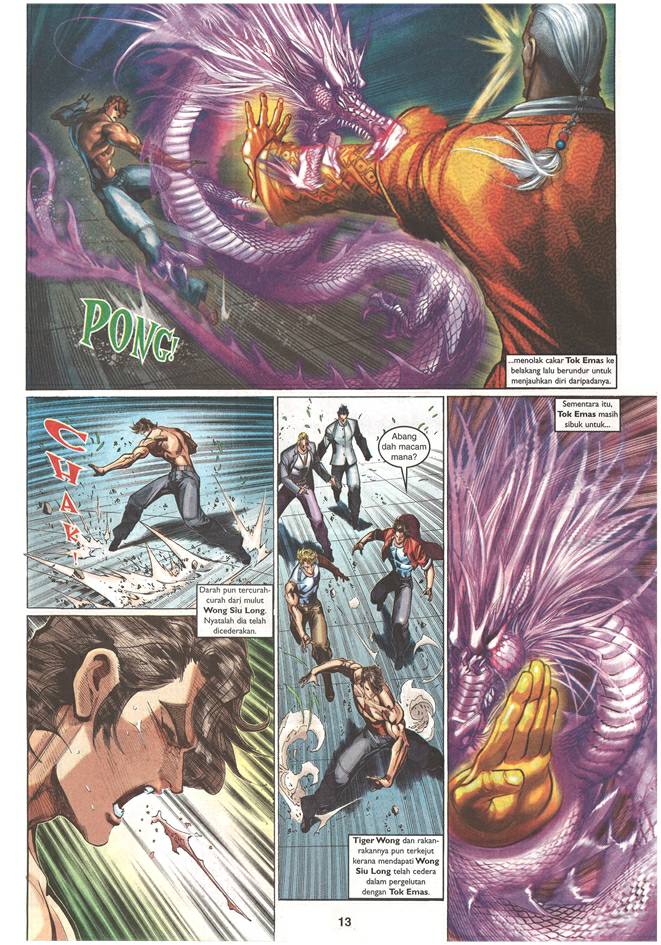 PONG!
...menolak cakar Tok Emas ke
belakang lalu berundur untuk
menjauhkan diri daripadanya.
CHAK!
Darah pun tercurah-
curah dari mulut
Wong Siu Long.
Nyatalah dia telah
dicederakan.
Abang
dah macam
mana?
Tiger Wong dan rakan-
rakannya pun terkejut
kerana mendapati Wong
Siu Long telah cedera
dalam pergelutan
dengan Tok Emas.
Sementara itu,
Tok Emas masih
sibuk untuk...
13